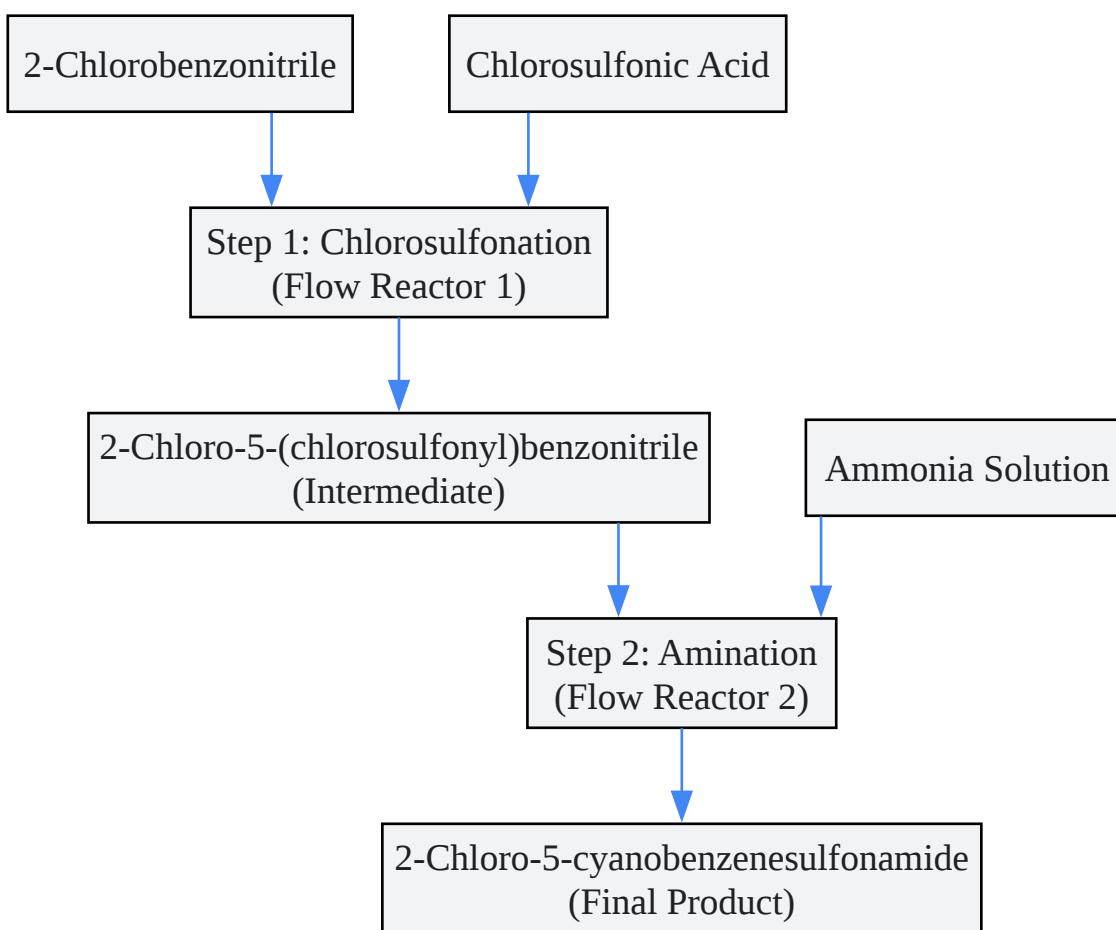 2-Chlorobenzonitrile
Chlorosulfonic Acid
Step 1: Chlorosulfonation
(Flow Reactor 1)
2-Chloro-5-(chlorosulfonyl)benzonitrile
(Intermediate)
Ammonia Solution
Step 2: Amination
(Flow Reactor 2)
2-Chloro-5-cyanobenzenesulfonamide
(Final Product)